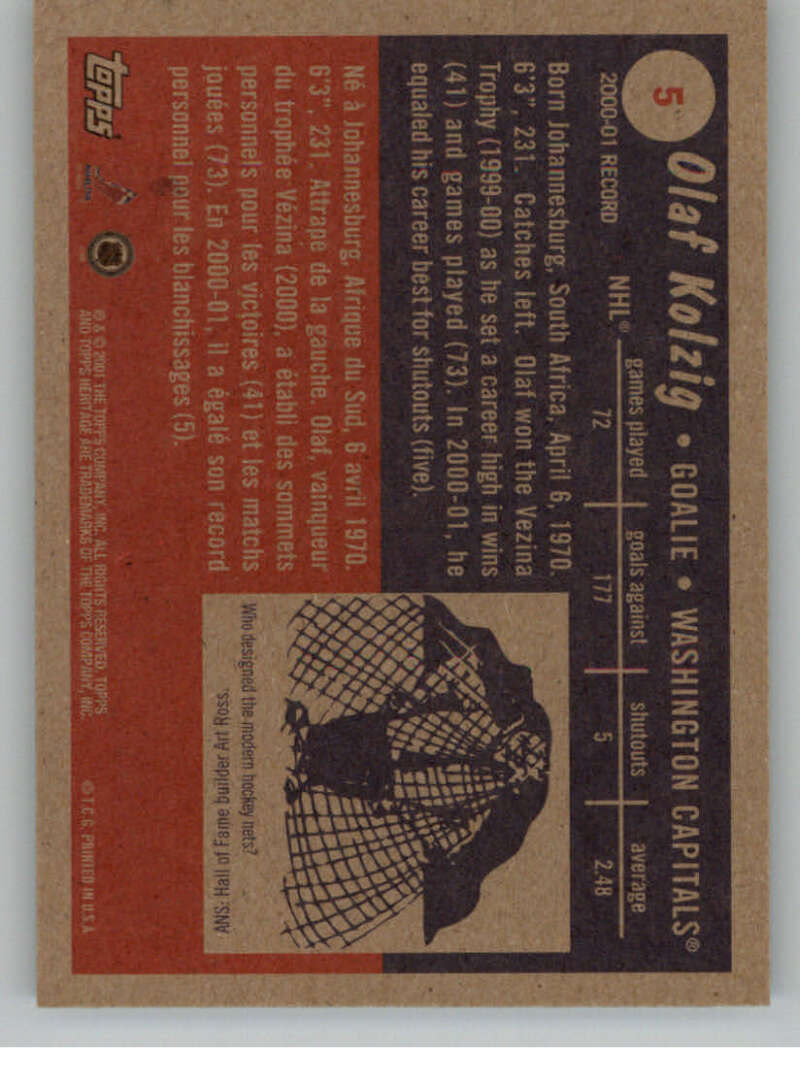 5
Olaf Kolzig • GOALIE • WASHINGTON CAPITALS®
2000-01 RECORD
games played goals against shutouts average
NHL® 72 177 5 2.48
Born Johannesburg, South Africa, April 6, 1970.
6'3", 231. Catches left. Olaf won the Vezina
Trophy (1999-00) as he set a career high in wins
(41) and games played (73). In 2000-01, he
equaled his career best for shutouts (five).
Né à Johannesburg, Afrique du Sud, 6 avril 1970.
6'3", 231. Attrape de la gauche. Olaf, vainqueur
du trophée Vézina (2000), a établi des sommets
personnels pour les victoires (41) et les matchs
jouées (73). En 2000-01, il a égalé son record
personnel pour les blanchissages (5).
Who designed the modern hockey nets?
ANS: Hall of Fame builder Art Ross.
topps
® & © 2001 THE TOPPS COMPANY, INC. ALL RIGHTS RESERVED. TOPPS
AND TOPPS HERITAGE ARE TRADEMARKS OF THE TOPPS COMPANY, INC.
© T.C.G. PRINTED IN U.S.A